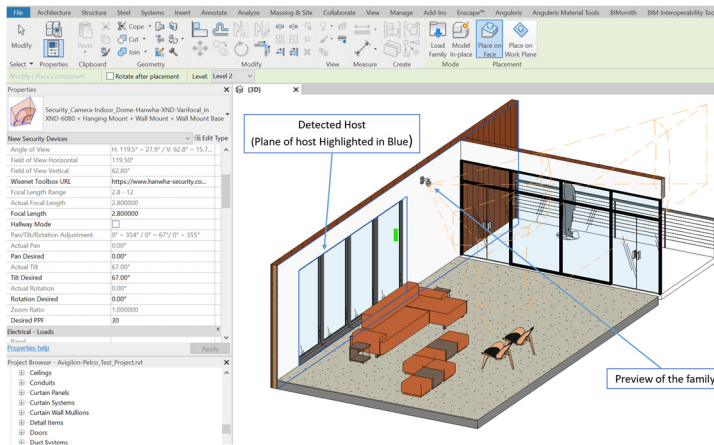 File Architecture Structure Steel Systems Insert Annotate Analyze Massing & Site Collaborate View Manage Add-Ins Enscape™ Anguleris Anguleris Material Tools BIMsmith BIM Interoperability Tools
Cope
Cut
Join
Modify
Paste
Load Family
Model In-place
Place on Face
Place on Work Plane
Select Properties Clipboard Geometry Modify View Measure Create Mode Placement
Modify | Place Component
Rotate after placement
Level: Level 2
Properties
{3D}
Security_Camera-Indoor_Dome-Hanwha-XND-Varifocal_in
XND-6080 + Hanging Mount + Wall Mount + Wall Mount Base
New Security Devices
Edit Type
Angle of View H: 119.5° ~ 27.9° / V: 62.8° ~ 15.7...
Field of View Horizontal 119.50°
Field of View Vertical 62.80°
Wisenet Toolbox URL https://www.hanwha-security.co...
Focal Length Range 2.8 - 12
Actual Focal Length 2.800000
Focal Length 2.800000
Hallway Mode
Pan/Tilt/Rotation Adjustment 0° ~ 354° / 0° ~ 67°/ 0° ~ 355°
Actual Pan 0.00°
Pan Desired 0.00°
Actual Tilt 67.00°
Tilt Desired 67.00°
Actual Rotation 0.00°
Rotation Desired 0.00°
Zoom Ratio 1.000000
Desired PPF 30
Electrical - Loads
Panel
Properties help
Apply
Project Browser - Avigilon-Pelco_Test_Project.rvt
Ceilings
Conduits
Curtain Panels
Curtain Systems
Curtain Wall Mullions
Detail Items
Doors
Duct Systems
Detected Host
(Plane of host Highlighted in Blue)
Preview of the family